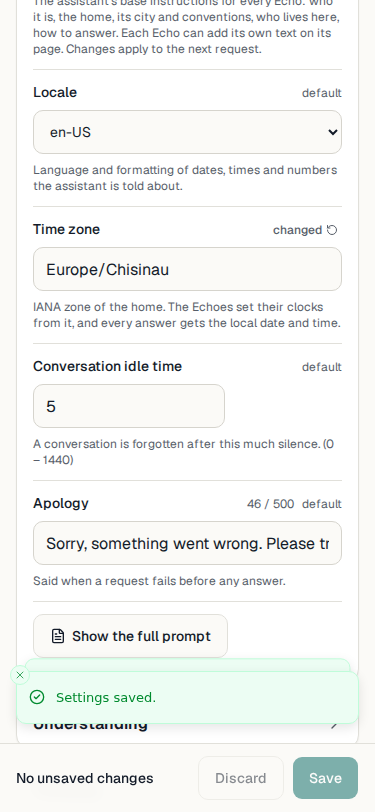 The assistant's base instructions for every Echo: who
it is, the home, its city and conventions, who lives here,
how to answer. Each Echo can add its own text on its
page. Changes apply to the next request.
Locale default
en-US
Language and formatting of dates, times and numbers
the assistant is told about.
Time zone changed
Europe/Chisinau
IANA zone of the home. The Echoes set their clocks
from it, and every answer gets the local date and time.
Conversation idle time default
5
A conversation is forgotten after this much silence. (0
– 1440)
Apology 46 / 500 default
Sorry, something went wrong. Please tr
Said when a request fails before any answer.
Show the full prompt
Settings saved.
Understanding
No unsaved changes Discard Save